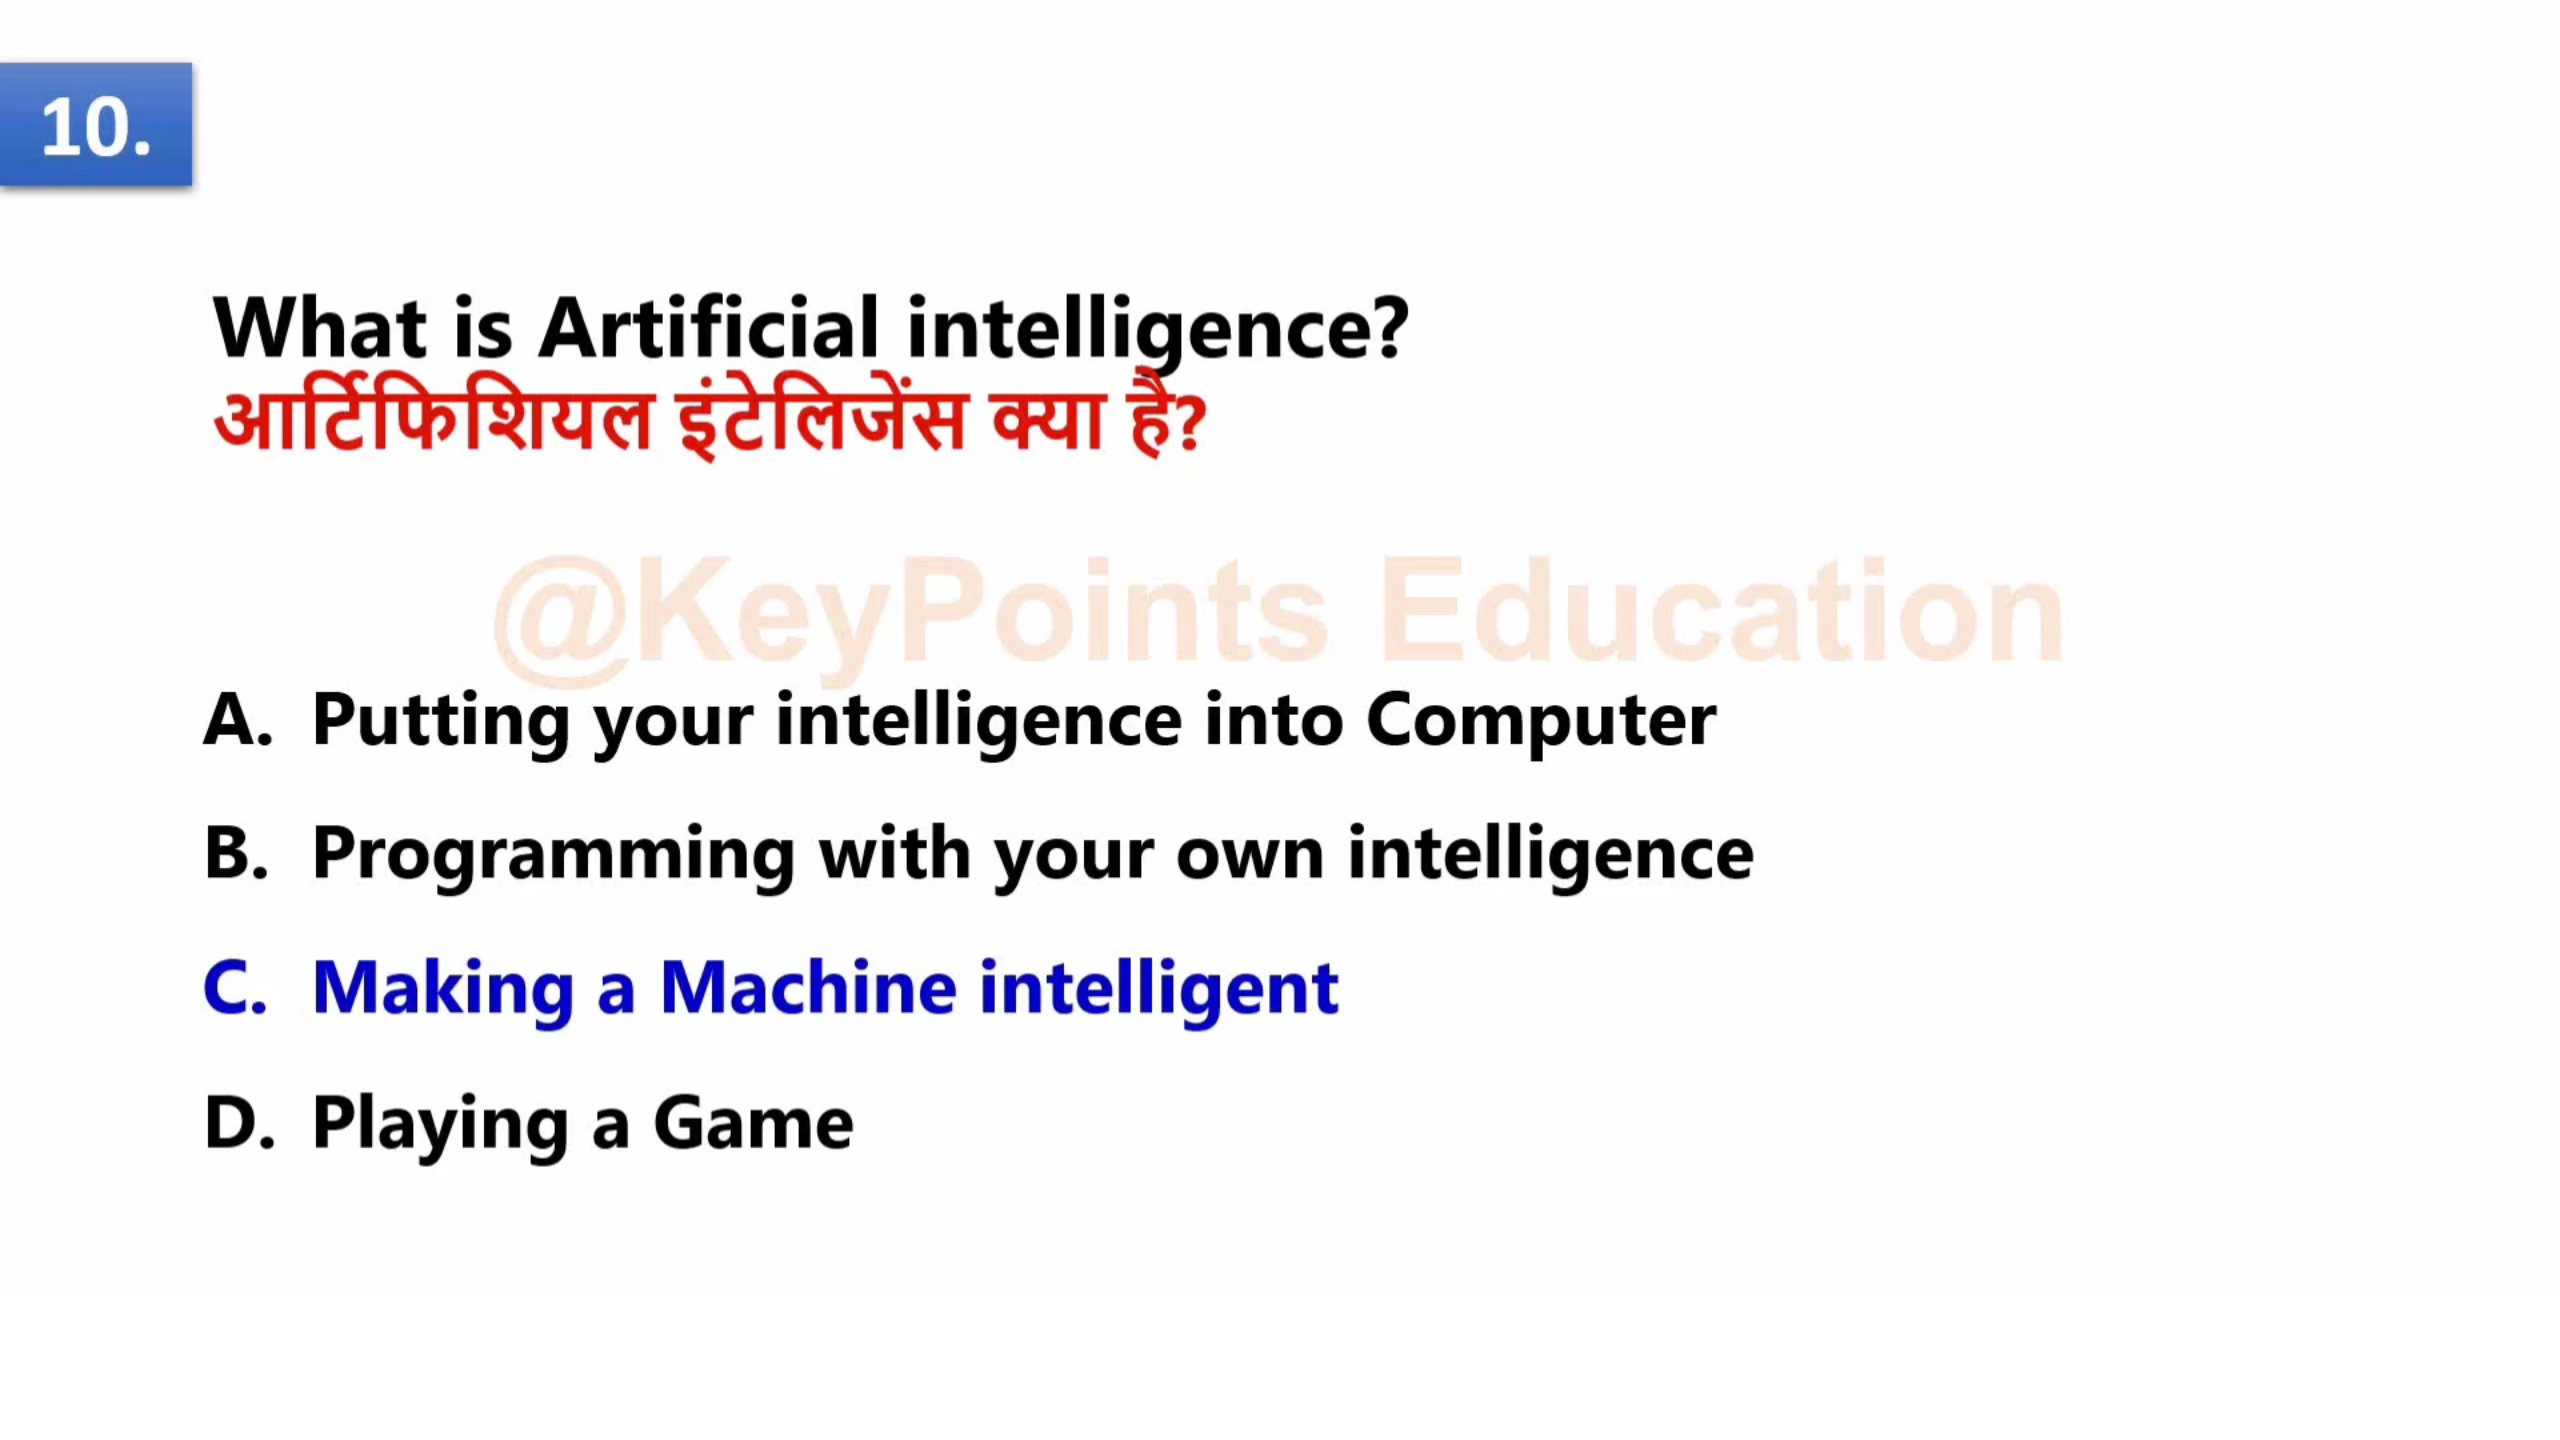 10.
What is Artificial intelligence?
आर्टिफिशियल इंटेलिजेंस क्या है?
@KeyPoints Education
A. Putting your intelligence into Computer
B. Programming with your own intelligence
C. Making a Machine intelligent
D. Playing a Game